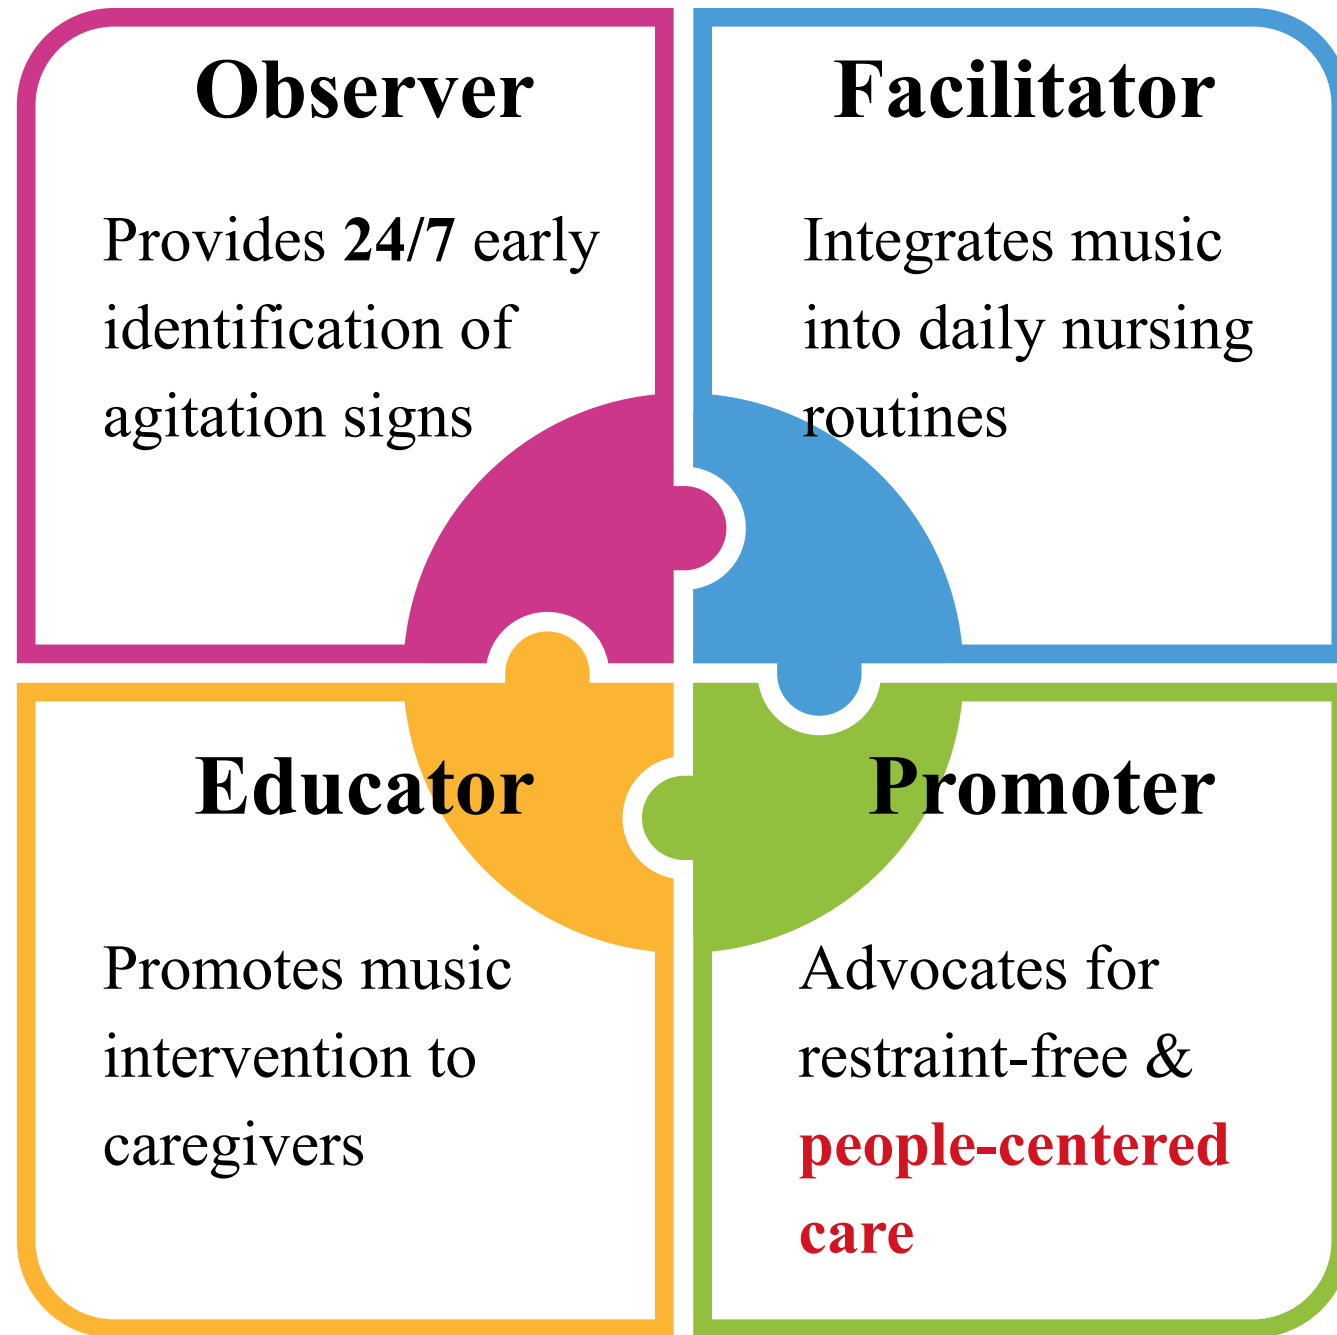 Observer
Provides 24/7 early
identification of
agitation signs
Facilitator
Integrates music
into daily nursing
routines
Educator
Promotes music
intervention to
caregivers
Promoter
Advocates for
restraint-free &
people-centered
care